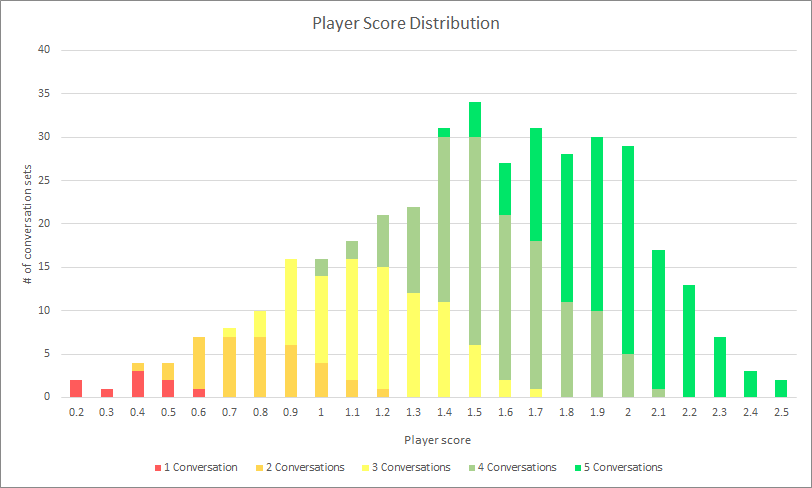 Player Score Distribution
40
35
30
25
20
15
10
5
0
# of conversation sets
0.2 0.3 0.4 0.5 0.6 0.7 0.8 0.9 1 1.1 1.2 1.3 1.4 1.5 1.6 1.7 1.8 1.9 2 2.1 2.2 2.3 2.4 2.5
Player score
1 Conversation 2 Conversations 3 Conversations 4 Conversations 5 Conversations